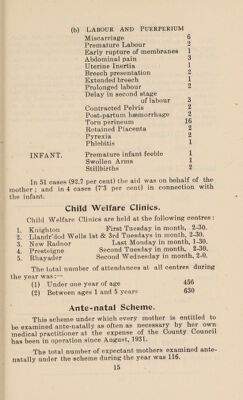 (b) LABOUR AND PUERPERIUM
Miscarriage 6
Premature Labour 2
Early rupture of membranes 1
Abdominal pain 3
Uterine Inertia 1
Breech presentation 2
Extended breech 1
Prolonged labour 2
Delay in second stage
of labour 3
Contracted Pelvis 2
Post-partum hæmorrhage 2
Torn perineum 16
Retained Placenta 2
Pyrexia 2
Phlebitis 1
INFANT. Premature infant feeble 1
Swollen Arms 1
Stillbirths 2
In 51 cases (92.7 per cent) the aid was on behalf of the
mother; and in 4 cases (7'3 per cent) in connection with
the infant.
Child Welfare Clinics.
Child Welfare Clinics are held at the following centres:
1. Knighton First Tuesday in month, 2-30.
2. Llandr'dod Wells 1st & 3rd Tuesdays in month, 2-30.
3. New Radnor Last Monday in month, 1-30.
4. Presteigne Second Tuesday in month, 2-30.
5. Rhayader Second Wednesday in month, 2-0.
The total number of attendances at all centres during
the year was:—
(1) Under one year of age 456
(2) Between ages 1 and 5 years 630
Ante-natal Scheme.
This scheme under which every mother is entitled to
be examined ante-natally as often as necessary by her own
medical practitioner at the expense of the County Council
has been in operation since August, 1931.
The total number of expectant mothers examined ante-
natally under the scheme during the year was 116.
15